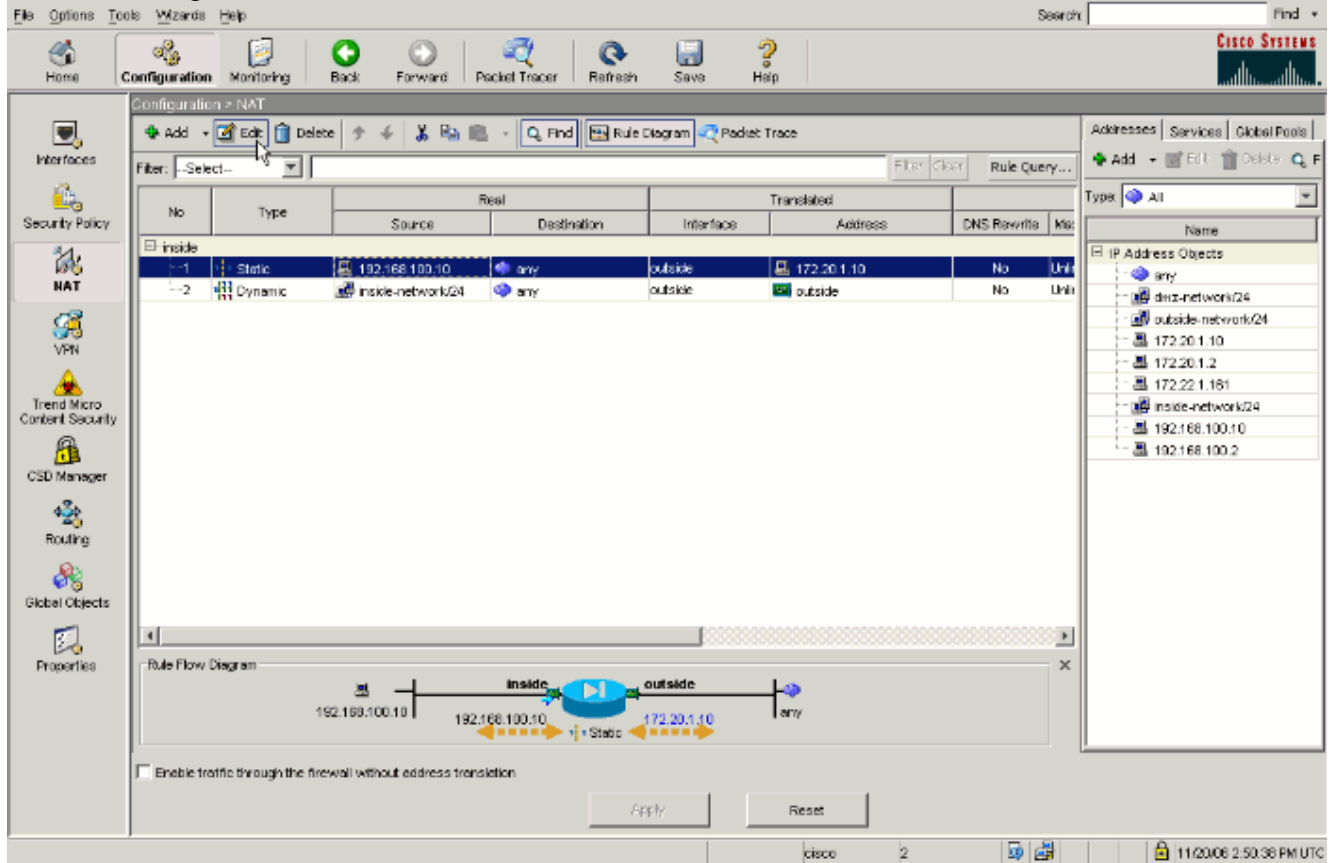 File Options Tools Wizards Help
Search: Find
Home Configuration Monitoring Back Forward Packet Tracer Refresh Save Help
CISCO SYSTEMS
Configuration > NAT
Add Edit Delete Find Rule Diagram Packet Trace
Filter: --Select-- Filter Clear Rule Query...
No Type Real Translated
Source Destination Interface Address DNS Rewrite
inside
1 Static 192.168.100.10 any outside 172.20.1.10 No
2 Dynamic inside-network/24 any outside outside No
Interfaces
Security Policy
NAT
VPN
Trend Micro
Content Security
CSD Manager
Routing
Global Objects
Properties
Addresses Services Global Pools
Add Edit Delete F
Type: All
Name
IP Address Objects
any
dmz-network/24
outside-network/24
172.20.1.10
172.20.1.2
172.22.1.161
inside-network/24
192.168.100.10
192.168.100.2
Rule Flow Diagram
inside outside
192.168.100.10 192.168.100.10 172.20.1.10 any
Static
Enable traffic through the firewall without address translation
Apply Reset
cisco 2 11/20/06 2:50:38 PM UTC